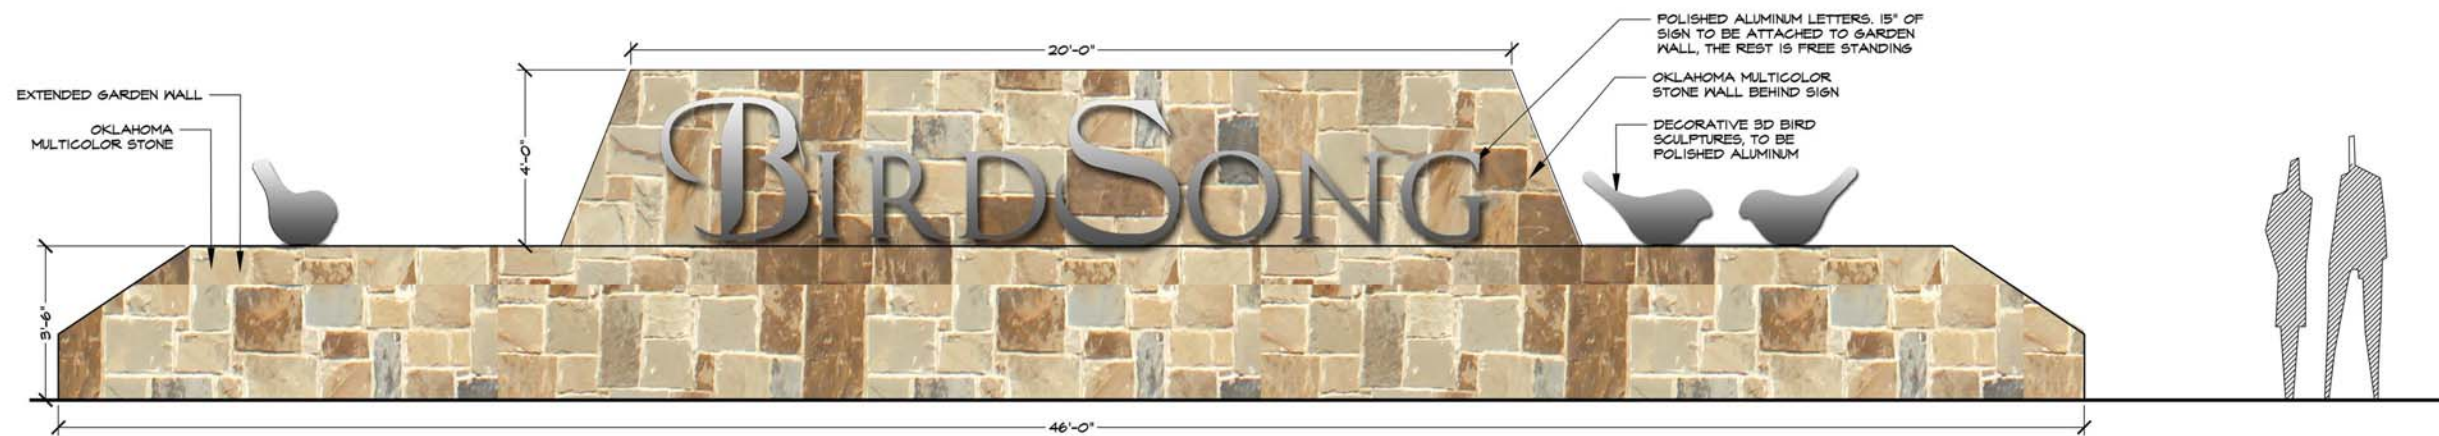 EXTENDED GARDEN WALL
OKLAHOMA
MULTICOLOR STONE
3'-6"
4'-0"
20'-0"
BIRDSONG
POLISHED ALUMINUM LETTERS. 15" OF
SIGN TO BE ATTACHED TO GARDEN
WALL, THE REST IS FREE STANDING
OKLAHOMA MULTICOLOR
STONE WALL BEHIND SIGN
DECORATIVE 3D BIRD
SCULPTURES, TO BE
POLISHED ALUMINUM
46'-0"